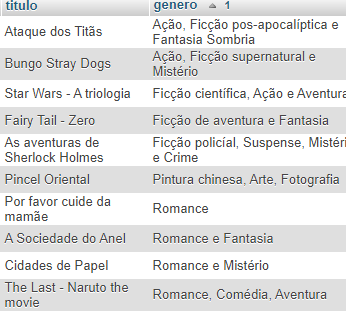 titulo genero 1
Ataque dos Titãs Ação, Ficção pos-apocalíptica e
Fantasia Sombria
Bungo Stray Dogs Ação, Ficção supernatural e
Mistério
Star Wars - A triologia Ficção científica, Ação e Aventura
Fairy Tail - Zero Ficção de aventura e Fantasia
As aventuras de Ficção policíal, Suspense, Mistéri
Sherlock Holmes e Crime
Pincel Oriental Pintura chinesa, Arte, Fotografia
Por favor cuide da
mamãe Romance
A Sociedade do Anel Romance e Fantasia
Cidades de Papel Romance e Mistério
The Last - Naruto the Romance, Comédia, Aventura
movie